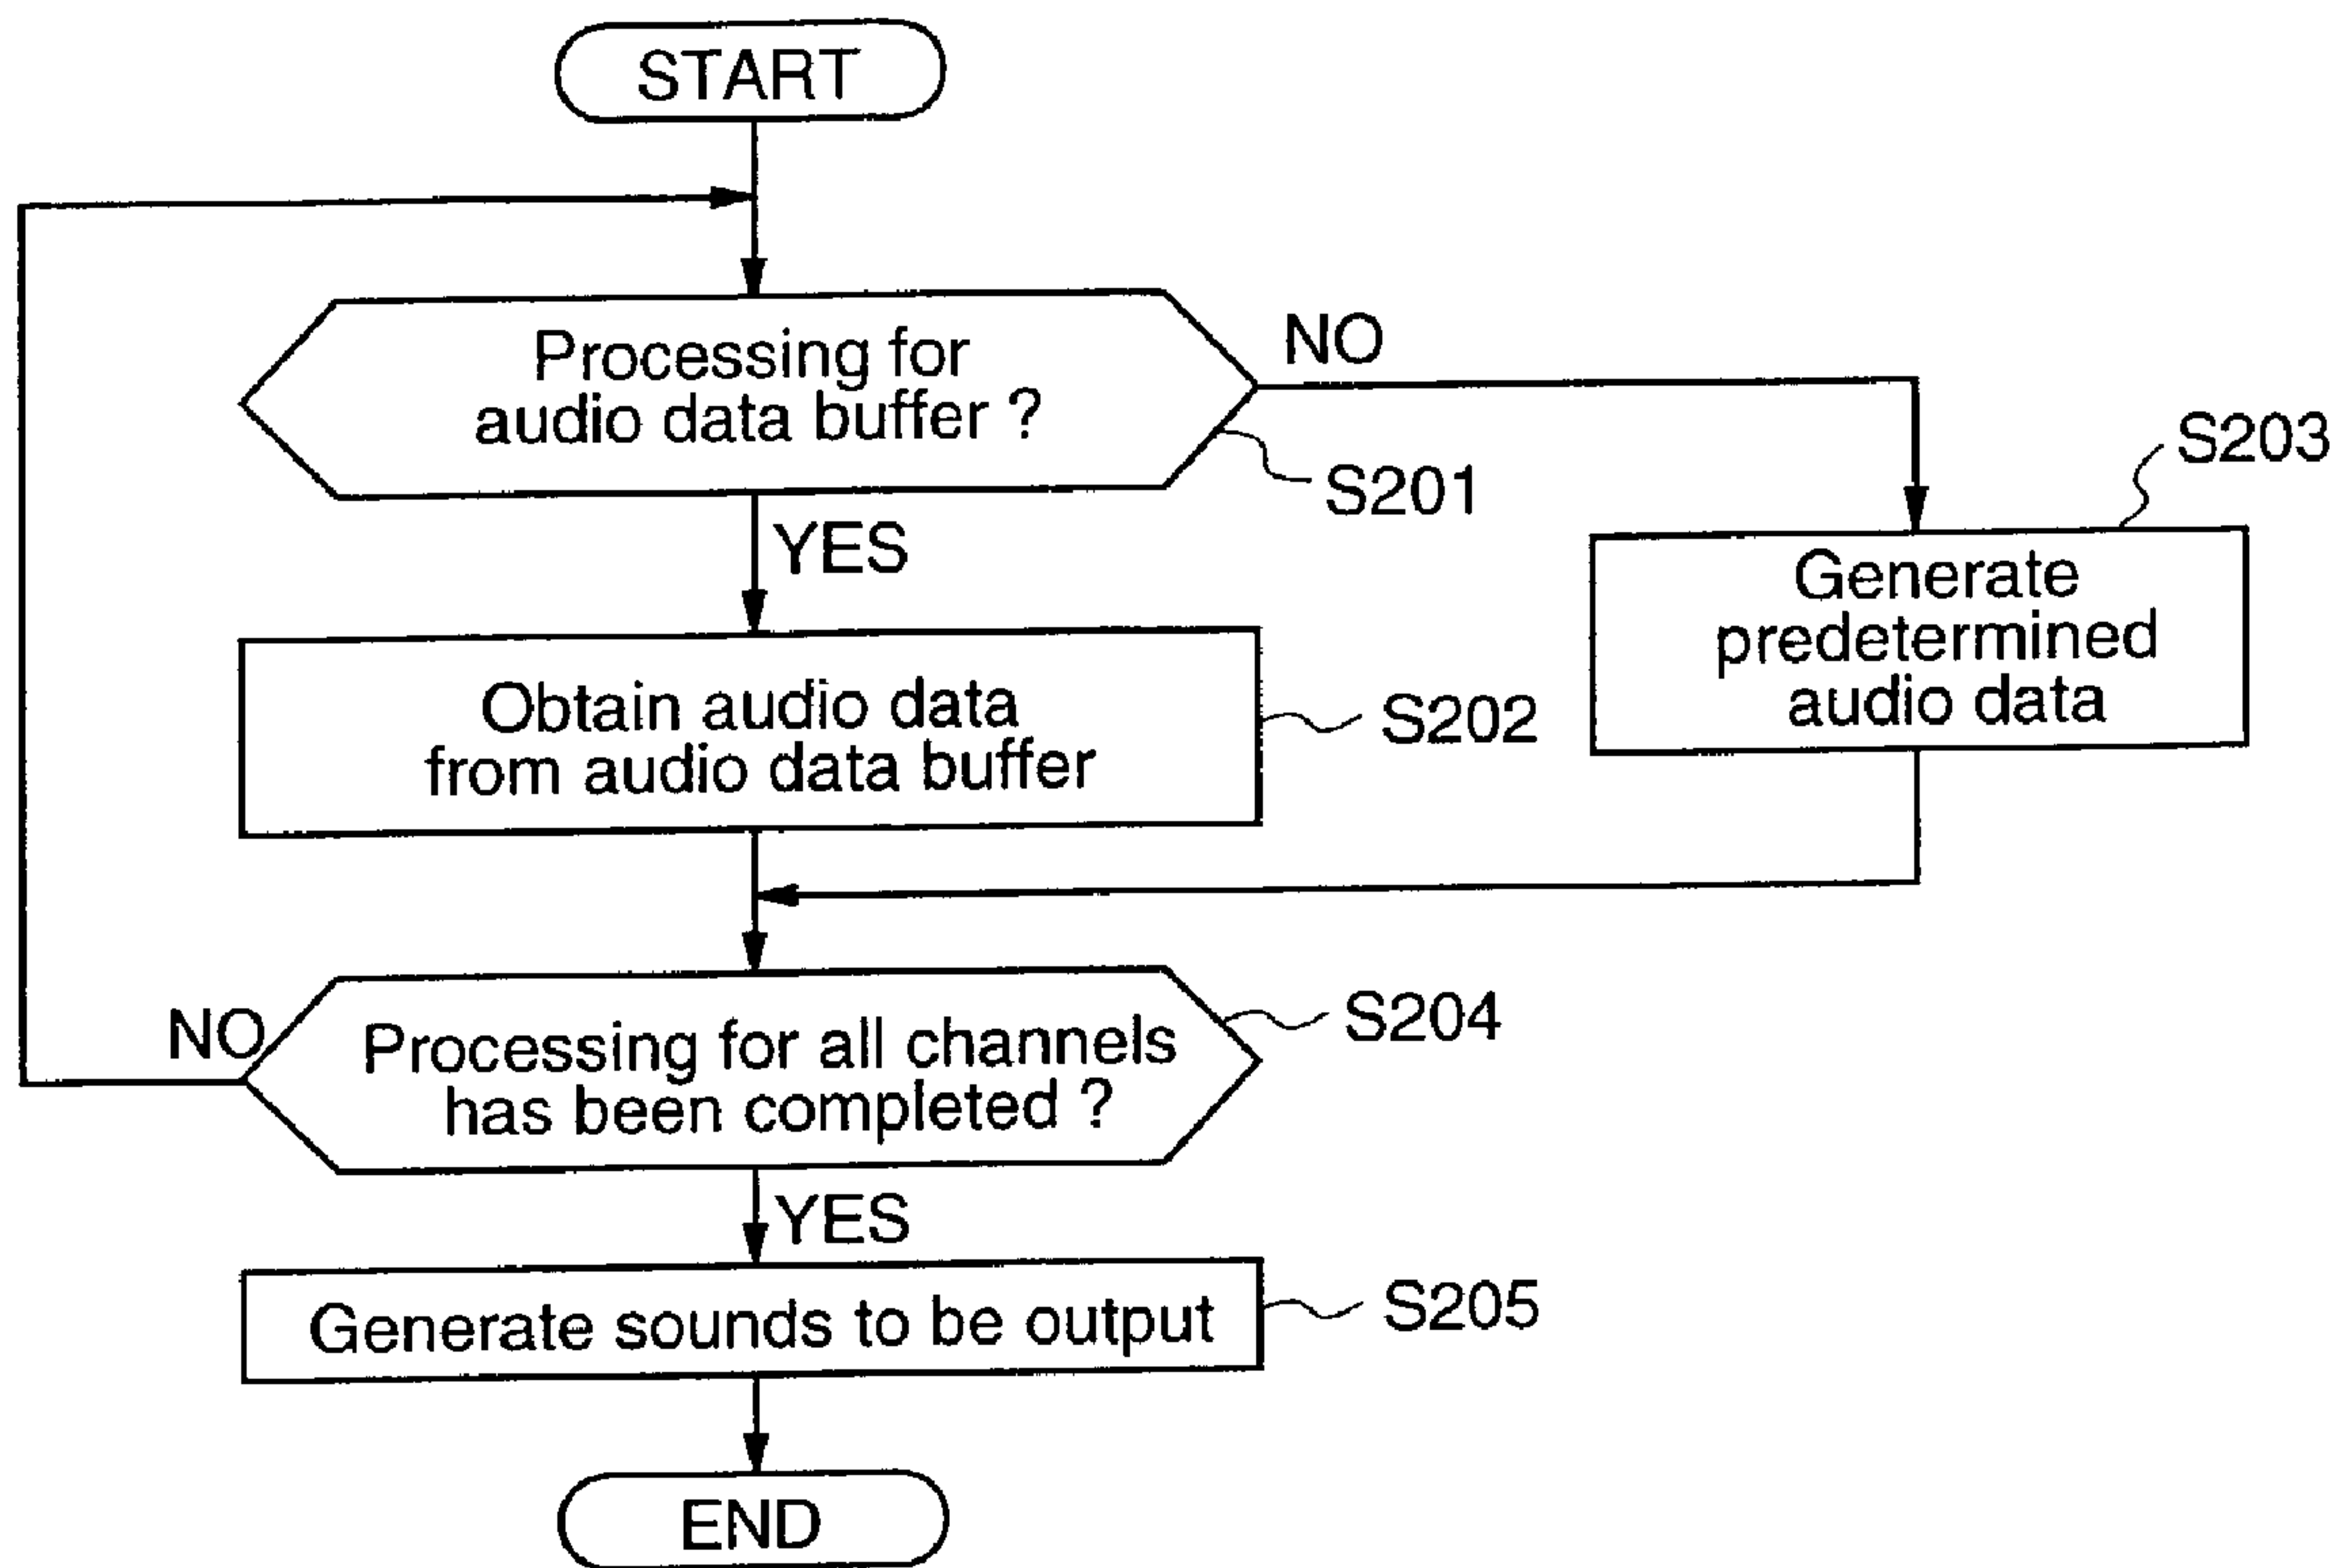 START
Processing for
audio data buffer ?
NO
S201
YES
S203
Generate
predetermined
audio data
Obtain audio data
from audio data buffer
S202
NO
Processing for all channels
has been completed ?
S204
YES
Generate sounds to be output
S205
END